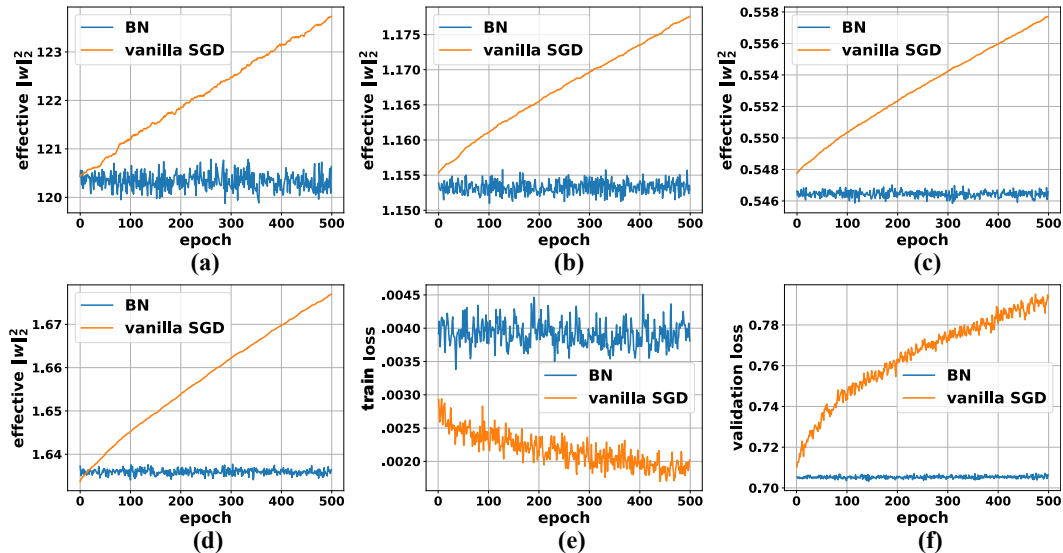 effective ‖w‖₂²
123
122
121
120
BN
vanilla SGD
0 100 200 300 400 500
epoch
(a)
effective ‖w‖₂²
1.175
1.170
1.165
1.160
1.155
1.150
BN
vanilla SGD
0 100 200 300 400 500
epoch
(b)
effective ‖w‖₂²
0.558
0.556
0.554
0.552
0.550
0.548
0.546
BN
vanilla SGD
0 100 200 300 400 500
epoch
(c)
effective ‖w‖₂²
1.67
1.66
1.65
1.64
BN
vanilla SGD
0 100 200 300 400 500
epoch
(d)
train loss
.0045
.0040
.0035
.0030
.0025
.0020
BN
vanilla SGD
0 100 200 300 400 500
epoch
(e)
validation loss
0.78
0.76
0.74
0.72
0.70
BN
vanilla SGD
0 100 200 300 400 500
epoch
(f)